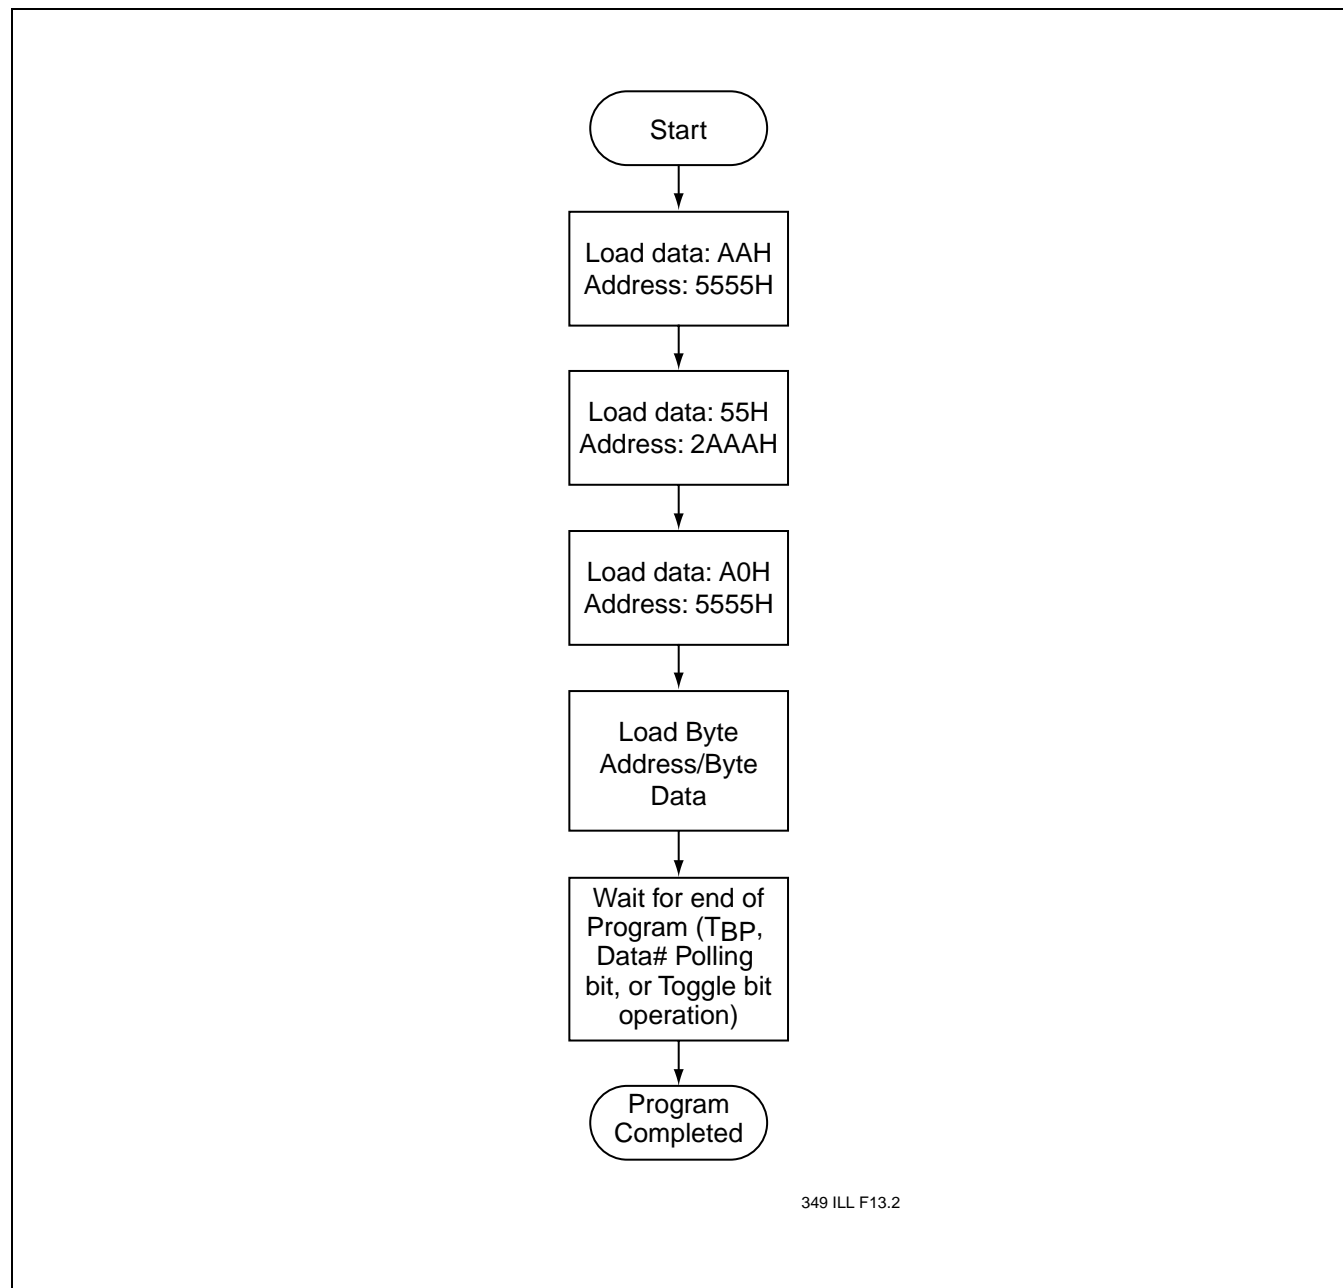 Start
Load data: AAH
Address: 5555H
Load data: 55H
Address: 2AAAH
Load data: A0H
Address: 5555H
Load Byte
Address/Byte
Data
Wait for end of
Program (TBP,
Data# Polling
bit, or Toggle bit
operation)
Program
Completed
349 ILL F13.2